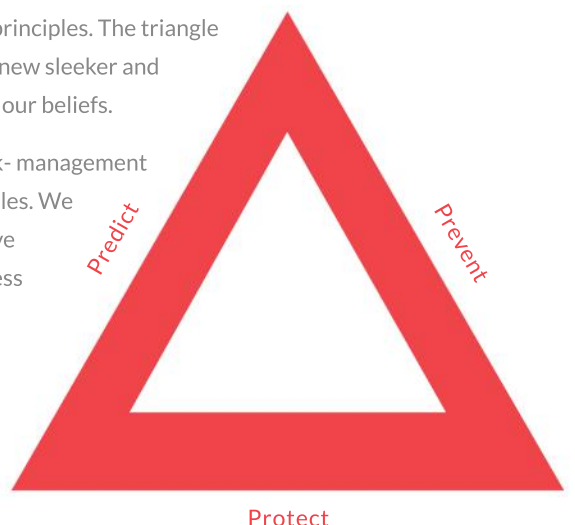 principles. The triangle
new sleeker and
our beliefs.
k- management
les. We
ve
ess
Predict
Prevent
Protect